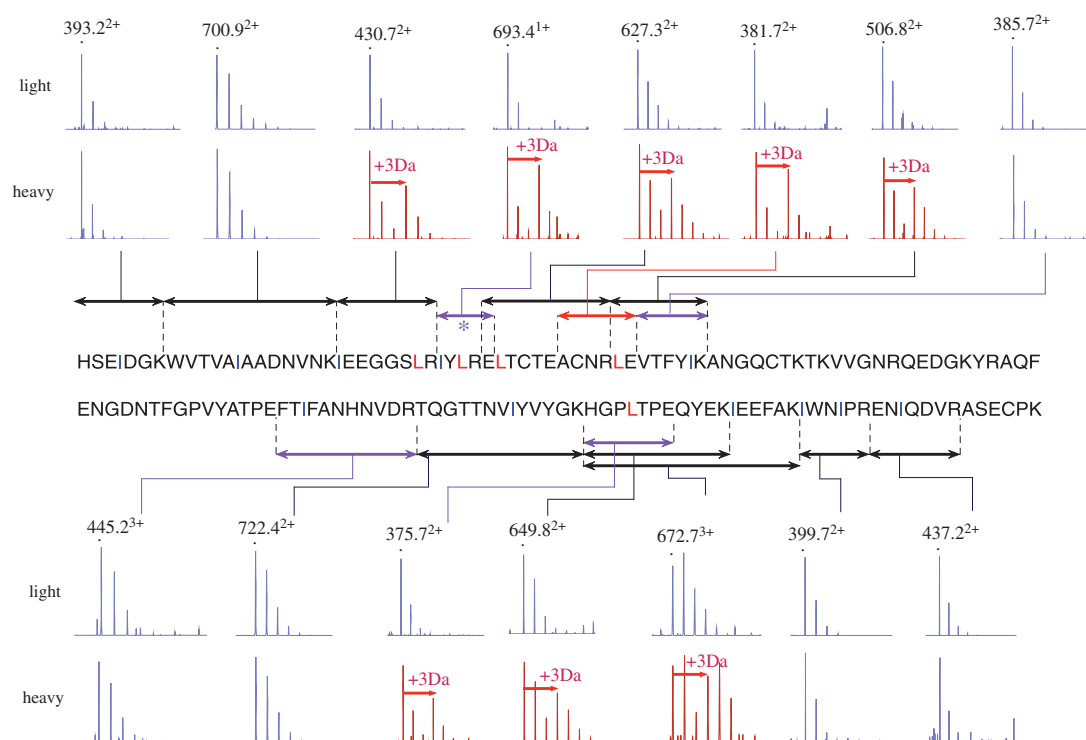 393.2²⁺ 700.9²⁺ 430.7²⁺ 693.4¹⁺ 627.3²⁺ 381.7²⁺ 506.8²⁺ 385.7²⁺
light
heavy
+3Da +3Da +3Da +3Da +3Da
*
HSEIDGKWVTVAIAADNVNKIEEGGSLRIYLRELTCTEACNRLEVTFYIKANGQCTKTKVVGNRQEDGKYRAQF
ENGDNTFGPVYATPEFTIFANHNVDRTQGTTNVIYVYGKHGPLTPEQYEKIEEFAKIWNIPRENIQDVRASECPK
445.2³⁺ 722.4²⁺ 375.7²⁺ 649.8²⁺ 672.7³⁺ 399.7²⁺ 437.2²⁺
light
heavy
+3Da +3Da +3Da